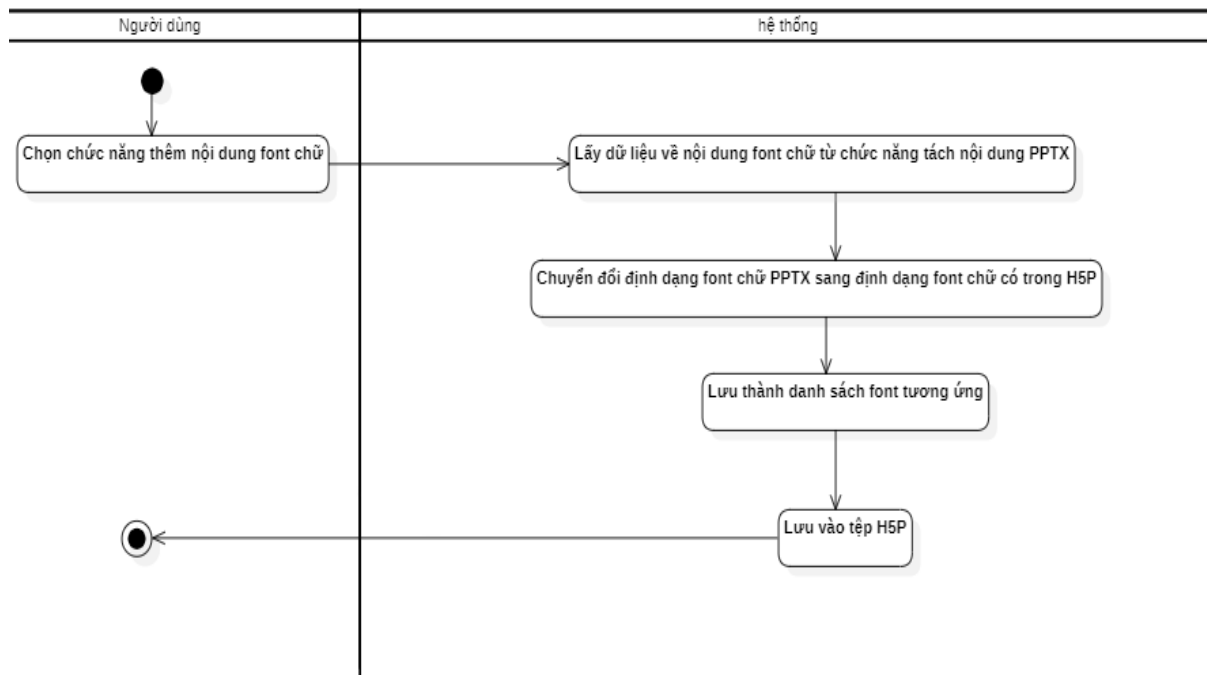 Người dùng
hệ thống
Chọn chức năng thêm nội dung font chữ
Lấy dữ liệu về nội dung font chữ từ chức năng tách nội dung PPTX
Chuyển đổi định dạng font chữ PPTX sang định dạng font chữ có trong H5P
Lưu thành danh sách font tương ứng
Lưu vào tệp H5P